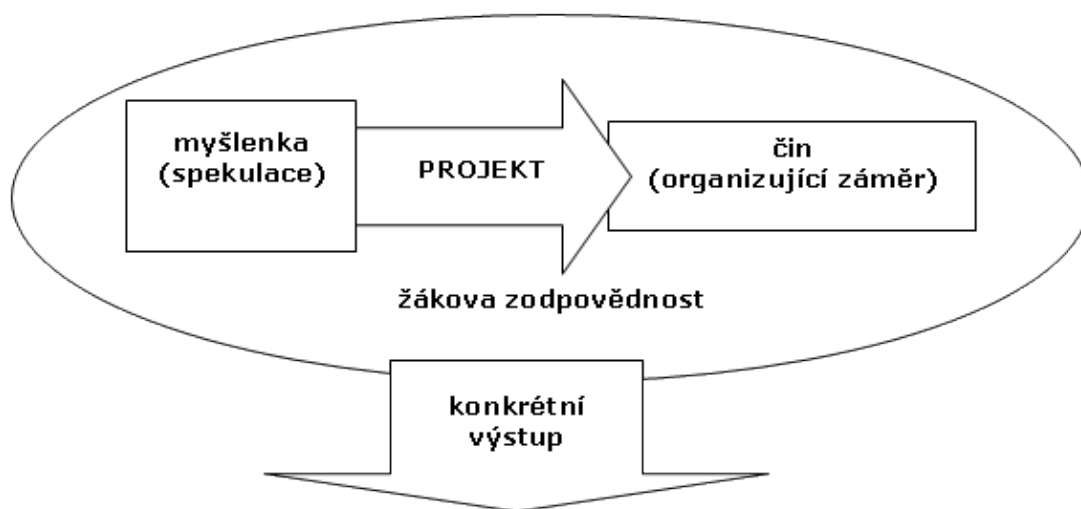 myšlenka
(spekulace)
PROJEKT
čin
(organizující záměr)
žákova zodpovědnost
konkrétní
výstup